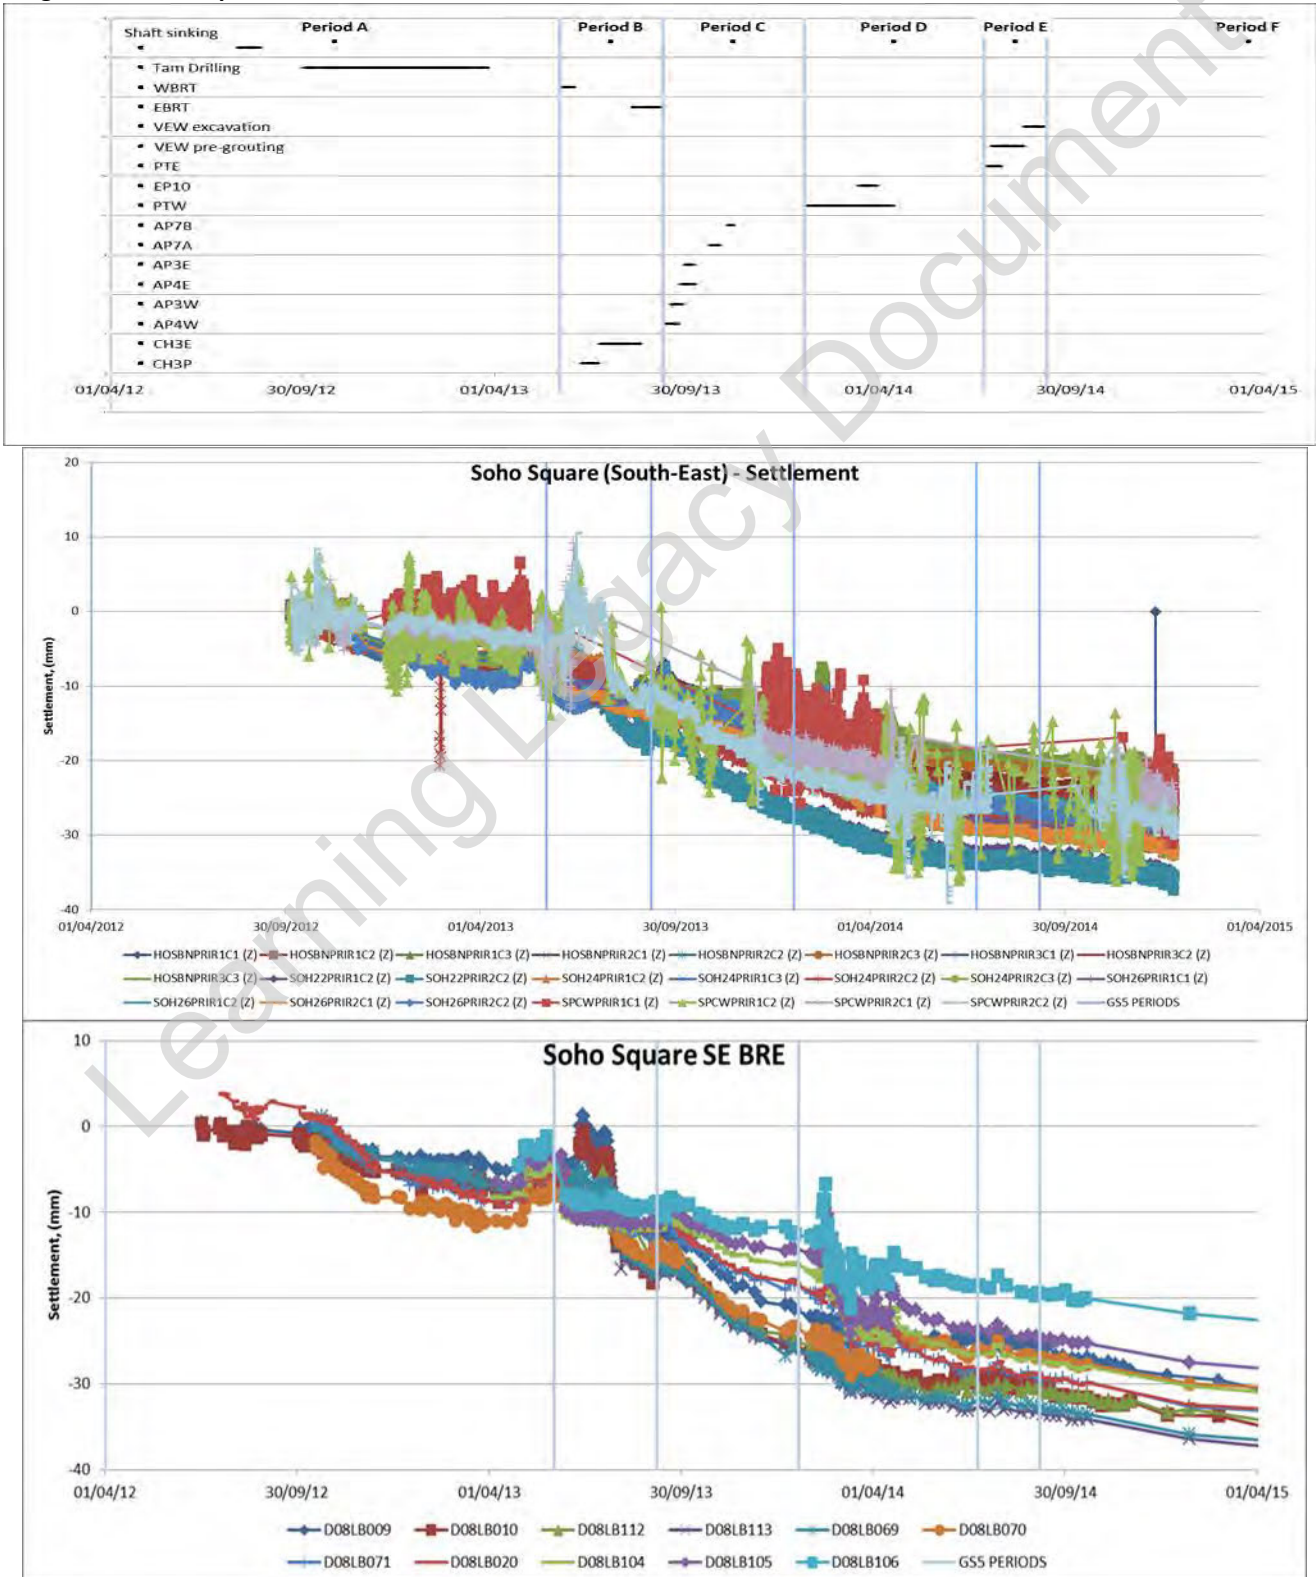 Period A Period B Period C Period D Period E Period F
Shaft sinking
Tam Drilling
WBRT
EBRT
VEW excavation
VEW pre-grouting
PTE
EP10
PTW
AP7B
AP7A
AP3E
AP4E
AP3W
AP4W
CH3E
CH3P
01/04/12 30/09/12 01/04/13 30/09/13 01/04/14 30/09/14 01/04/15
Soho Square (South-East) - Settlement
Settlement, (mm)
20
10
0
-10
-20
-30
-40
01/04/2012 30/09/2012 01/04/2013 30/09/2013 01/04/2014 30/09/2014 01/04/2015
HOSBNPRIR1C1 (Z) HOSBNPRIR1C2 (Z) HOSBNPRIR1C3 (Z) HOSBNPRIR2C1 (Z) HOSBNPRIR2C2 (Z) HOSBNPRIR2C3 (Z) HOSBNPRIR3C1 (Z) HOSBNPRIR3C2 (Z)
HOSBNPRIR3C3 (Z) SOH22PRIR1C2 (Z) SOH22PRIR2C2 (Z) SOH24PRIR1C2 (Z) SOH24PRIR1C3 (Z) SOH24PRIR2C2 (Z) SOH24PRIR2C3 (Z) SOH26PRIR1C1 (Z)
SOH26PRIR1C2 (Z) SOH26PRIR2C1 (Z) SOH26PRIR2C2 (Z) SPCWPRIR1C1 (Z) SPCWPRIR1C2 (Z) SPCWPRIR2C1 (Z) SPCWPRIR2C2 (Z) GS5 PERIODS
Soho Square SE BRE
Settlement, (mm)
10
0
-10
-20
-30
-40
01/04/12 30/09/12 01/04/13 30/09/13 01/04/14 30/09/14 01/04/15
D08LB009 D08LB010 D08LB112 D08LB113 D08LB069 D08LB070
D08LB071 D08LB020 D08LB104 D08LB105 D08LB106 GS5 PERIODS
Learning Legacy Document